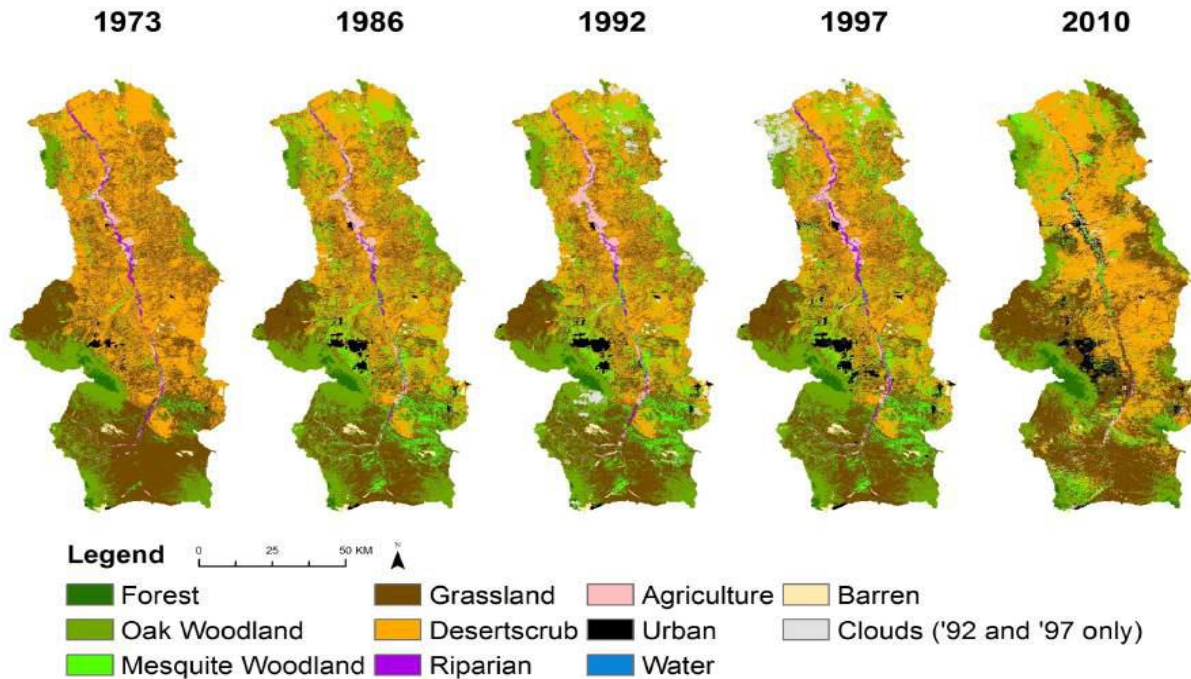 1973 1986 1992 1997 2010
Legend 0 25 50 KM N
Forest Grassland Agriculture Barren
Oak Woodland Desertscrub Urban Clouds ('92 and '97 only)
Mesquite Woodland Riparian Water